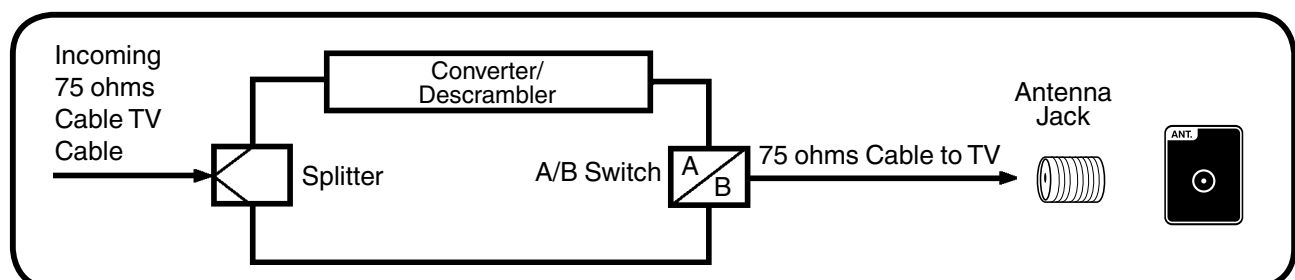 Incoming
75 ohms
Cable TV
Cable
Splitter
Converter/
Descrambler
A/B Switch
A
B
75 ohms Cable to TV
Antenna
Jack
ANT.